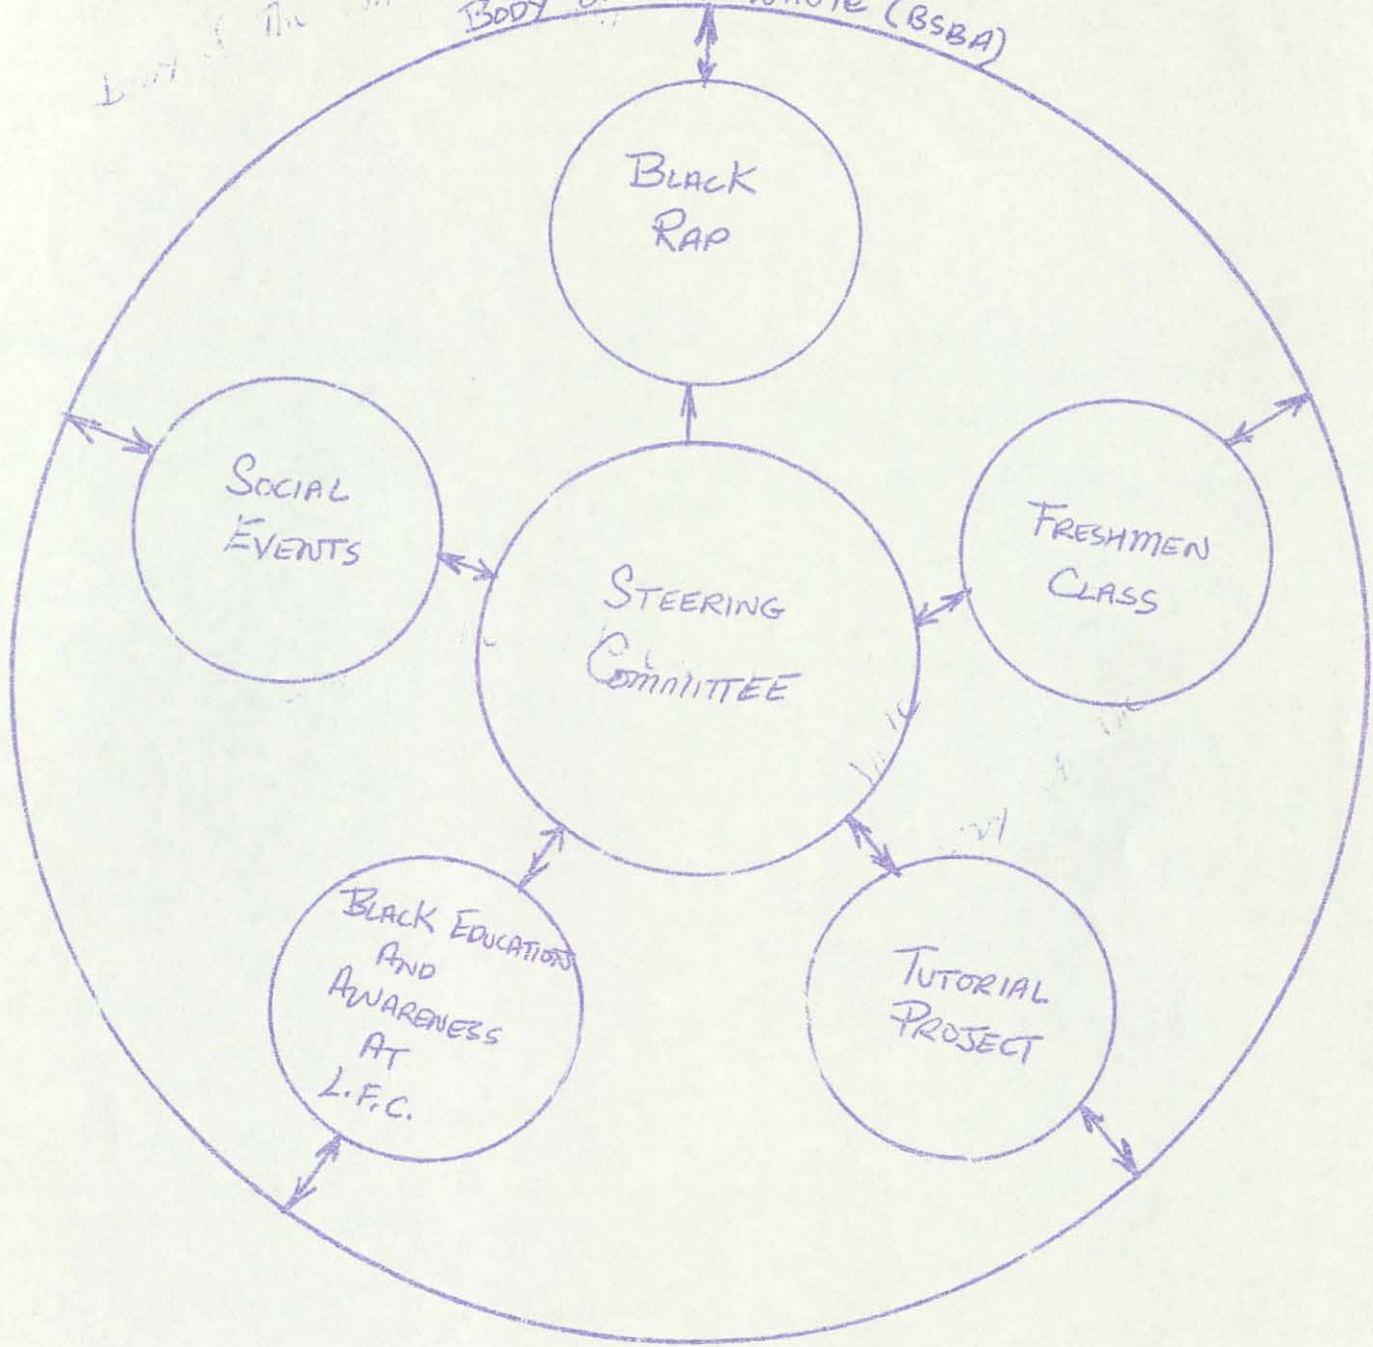 Body (BSBA)
BLACK
RAP
SOCIAL
EVENTS
FRESHMEN
CLASS
STEERING
COMMITTEE
BLACK EDUCATION
AND
AWARENESS
AT
L.F.C.
TUTORIAL
PROJECT